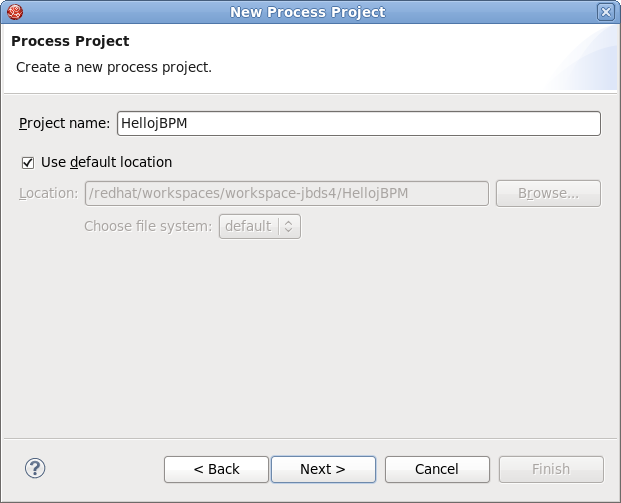 New Process Project
Process Project
Create a new process project.
Project name: HellojBPM
Use default location
Location: /redhat/workspaces/workspace-jbds4/HellojBPM Browse...
Choose file system: default
? < Back Next > Cancel Finish